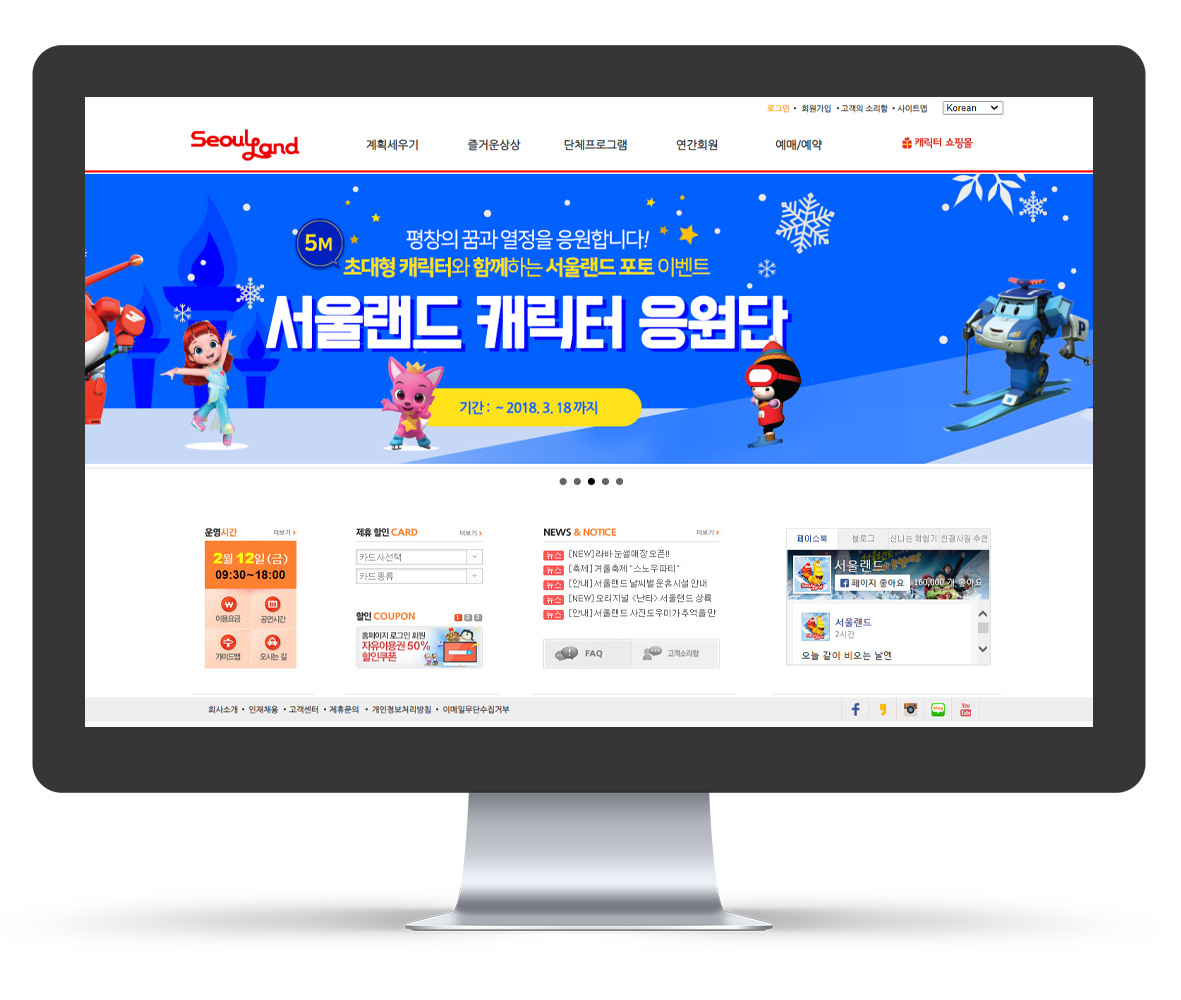 로그인 • 회원가입 • 고객의 소리함 • 사이트맵
Korean
Seoul Land
계획세우기
즐거운상상
단체프로그램
연간회원
예매/예약
캐릭터 쇼핑몰
5M
평창의 꿈과 열정을 응원합니다!
초대형 캐릭터와 함께하는 서울랜드 포토 이벤트
서울랜드 캐릭터 응원단
P
기간 : ~ 2018. 3. 18 까지
운영시간
더보기 >
2월 12일 (금)
09:30~18:00
이용요금
공연시간
가이드맵
오시는 길
제휴 할인 CARD
더보기 >
카드사선택
카드종류
할인 COUPON
1 2 3
홈페이지 로그인 회원
자유이용권 50%
할인쿠폰
NEWS & NOTICE
더보기 >
뉴스 [NEW] 라바 눈썰매장 오픈!!
뉴스 [축제] 겨울축제 "스노우 파티"
뉴스 [안내] 서울랜드 날씨별 운휴시설 안내
뉴스 [NEW] 오리지널 <난타> 서울랜드 상륙
뉴스 [안내] 서울랜드 사진도우미가 추억을 만
FAQ
고객소리함
페이스북
블로그
신나는 체험기
친절사원 추천
서울랜드
페이지 좋아요
160,000 개 좋아요
서울랜드
2시간
오늘 같이 비오는 날엔
회사소개 • 인재채용 • 고객센터 • 제휴문의 • 개인정보처리방침 • 이메일무단수집거부
You
Tube